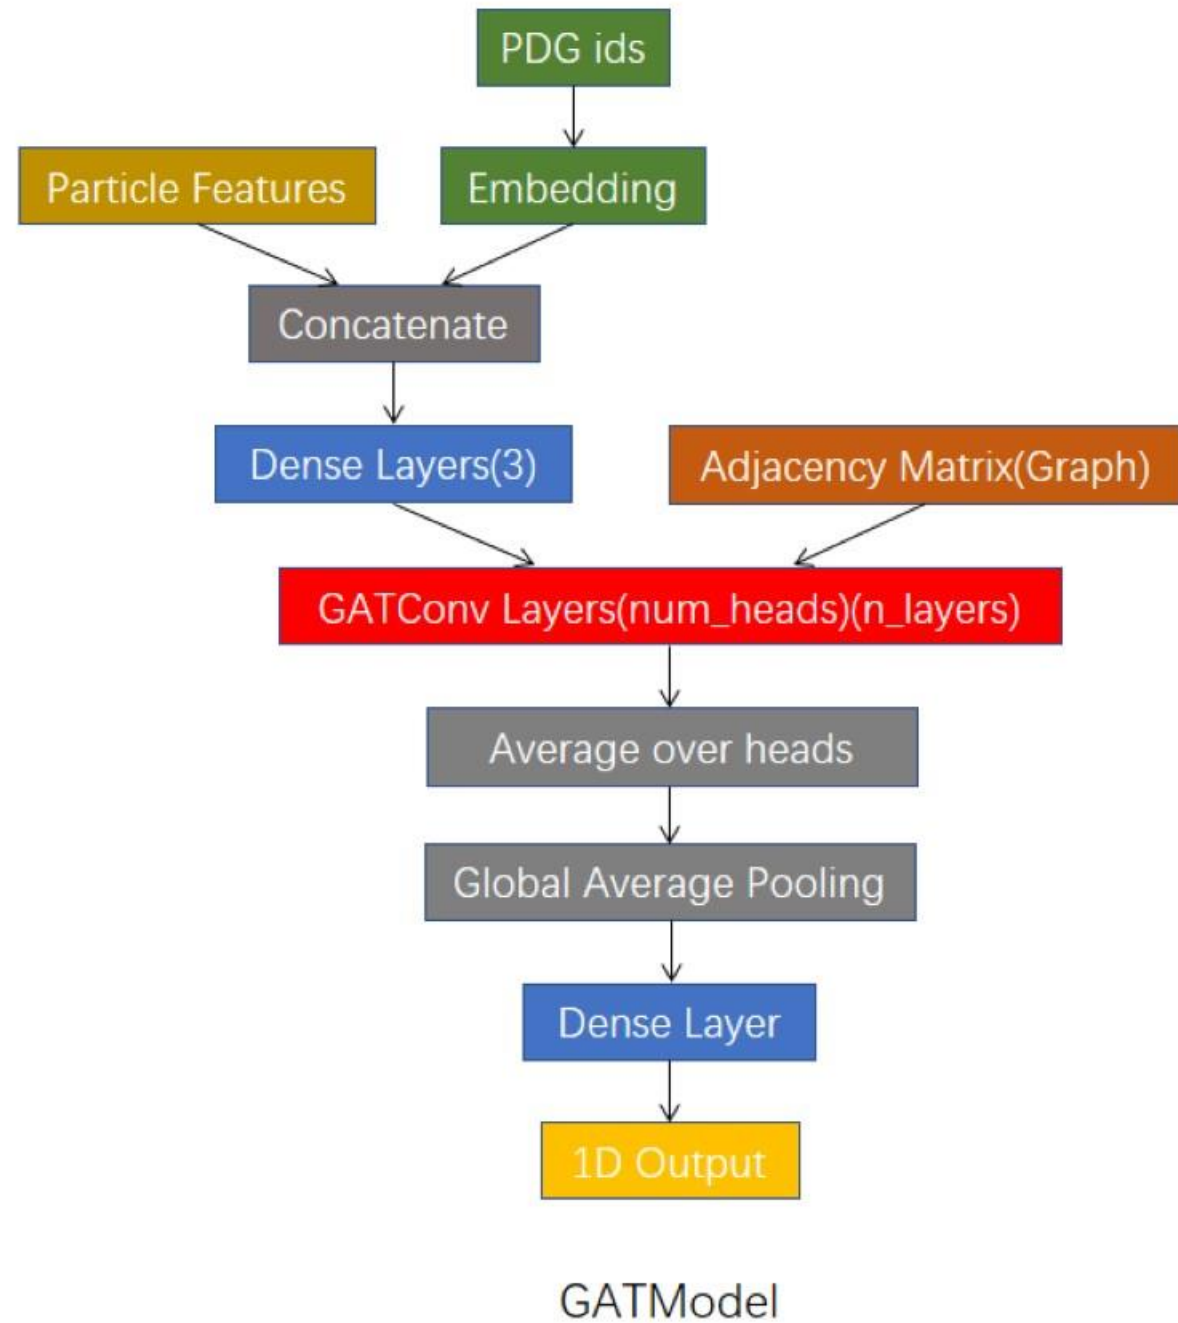 PDG ids
Particle Features
Embedding
Concatenate
Dense Layers(3)
Adjacency Matrix(Graph)
GATConv Layers(num_heads)(n_layers)
Average over heads
Global Average Pooling
Dense Layer
1D Output
GATModel